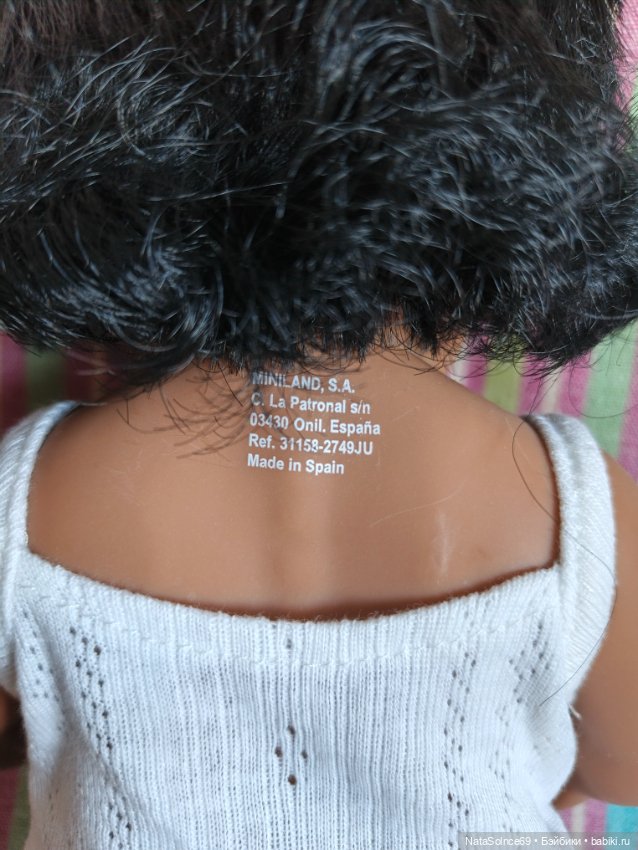 MINILAND, S.A.
C. La Patronal s/n
03430 Onil. España
Ref. 31158-2749JU
Made in Spain
NataSolnce69 • Бэйбики • babiki.ru